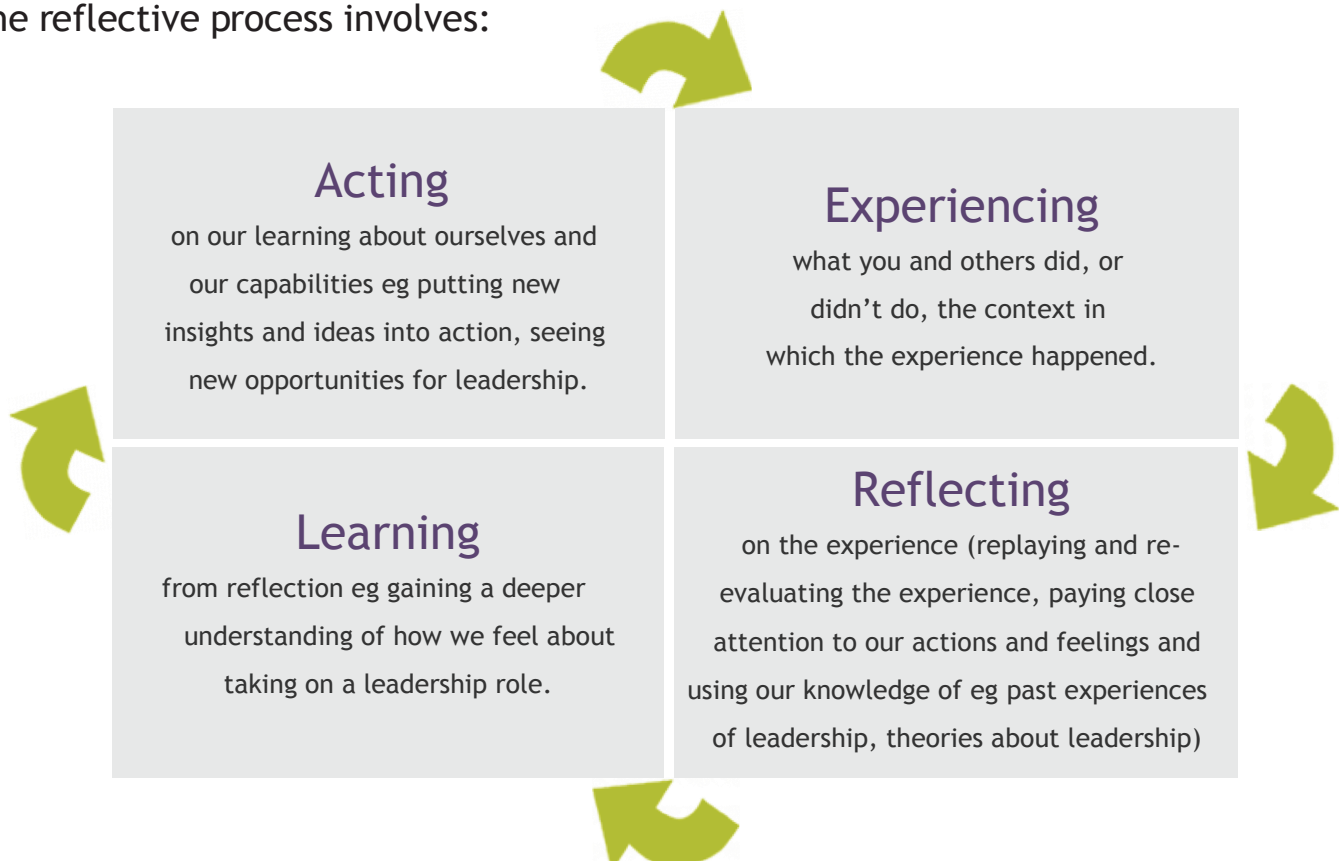 ne reflective process involves:
Acting
on our learning about ourselves and
our capabilities eg putting new
insights and ideas into action, seeing
new opportunities for leadership.
Experiencing
what you and others did, or
didn’t do, the context in
which the experience happened.
Learning
from reflection eg gaining a deeper
understanding of how we feel about
taking on a leadership role.
Reflecting
on the experience (replaying and re-
evaluating the experience, paying close
attention to our actions and feelings and
using our knowledge of eg past experiences
of leadership, theories about leadership)